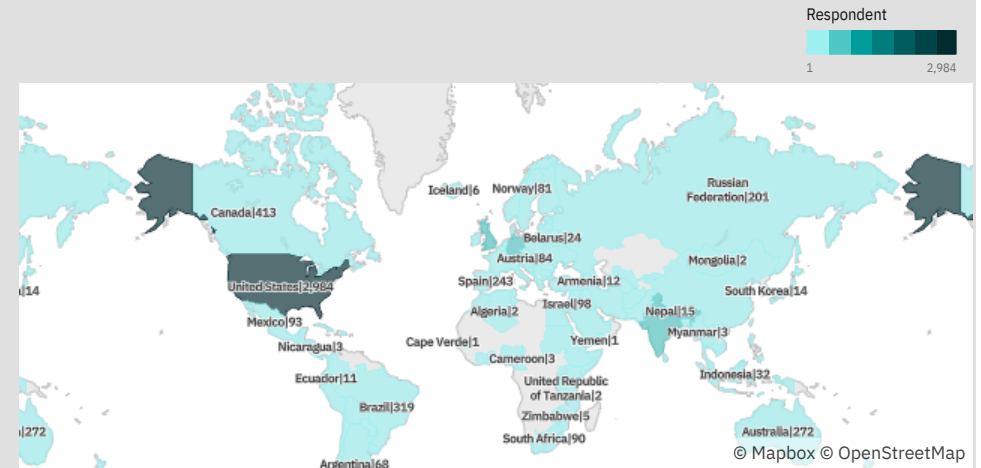 Respondent
1 2,984
Iceland|6
Norway|81
Russian
Federation|201
Canada|413
Belarus|24
Austria|84
Mongolia|2
United States|2,984
Spain|243
Armenia|12
|14
South Korea|14
Israel|98
Algeria|2
Nepal|15
Mexico|93
Myanmar|3
Nicaragua|3
Cape Verde|1
Yemen|1
Cameroon|3
Ecuador|11
United Republic
of Tanzania|2
Indonesia|32
Brazil|319
Zimbabwe|5
|272
South Africa|90
Australia|272
Argentina|68
© Mapbox © OpenStreetMap